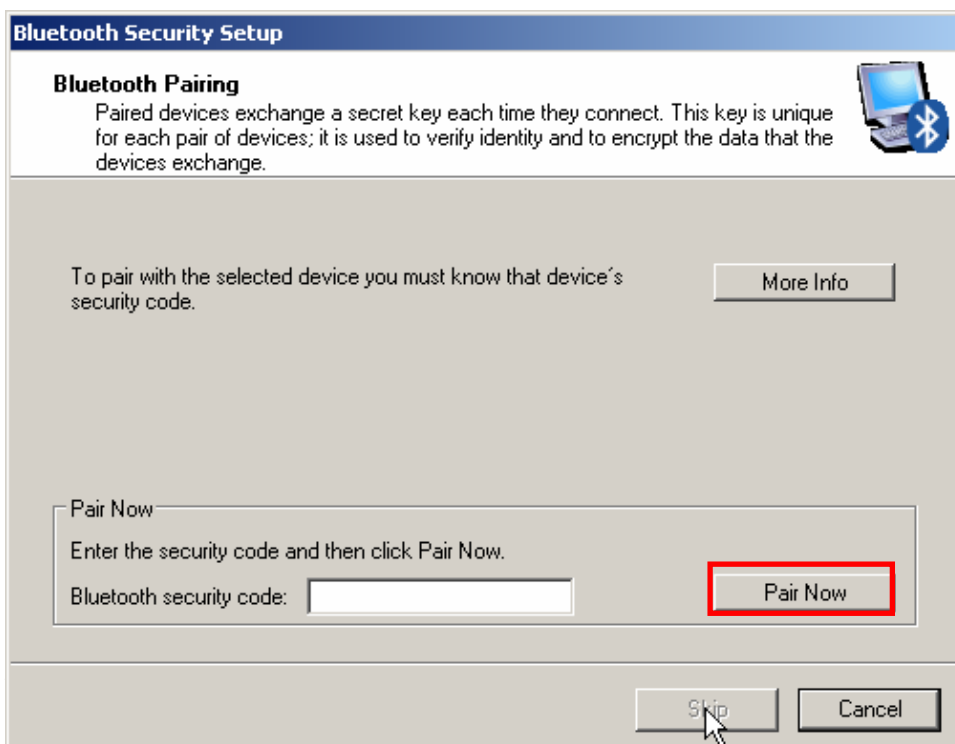 Bluetooth Security Setup
Bluetooth Pairing
Paired devices exchange a secret key each time they connect. This key is unique
for each pair of devices; it is used to verify identity and to encrypt the data that the
devices exchange.
To pair with the selected device you must know that device´s
security code.
More Info
Pair Now
Enter the security code and then click Pair Now.
Bluetooth security code:
Pair Now
Skip
Cancel